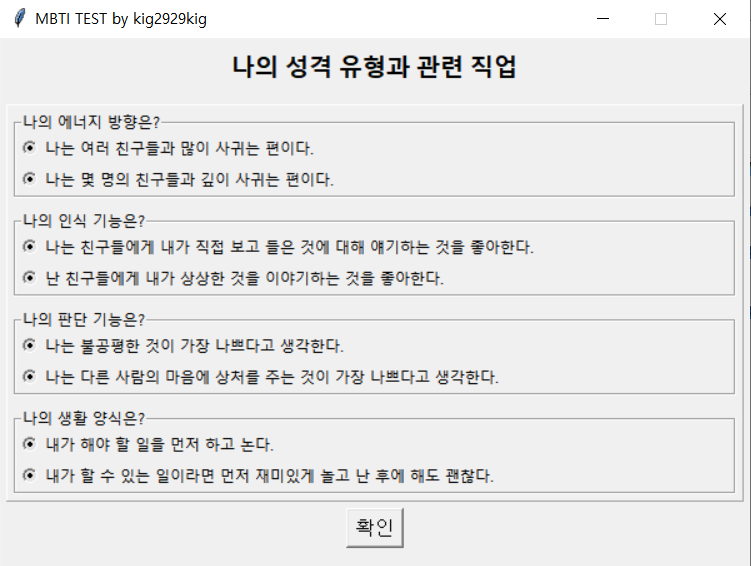 MBTI TEST by kig2929kig
나의 성격 유형과 관련 직업
나의 에너지 방향은?
나는 여러 친구들과 많이 사귀는 편이다.
나는 몇 명의 친구들과 깊이 사귀는 편이다.
나의 인식 기능은?
나는 친구들에게 내가 직접 보고 들은 것에 대해 얘기하는 것을 좋아한다.
난 친구들에게 내가 상상한 것을 이야기하는 것을 좋아한다.
나의 판단 기능은?
나는 불공평한 것이 가장 나쁘다고 생각한다.
나는 다른 사람의 마음에 상처를 주는 것이 가장 나쁘다고 생각한다.
나의 생활 양식은?
내가 해야 할 일을 먼저 하고 논다.
내가 할 수 있는 일이라면 먼저 재미있게 놀고 난 후에 해도 괜찮다.
확인